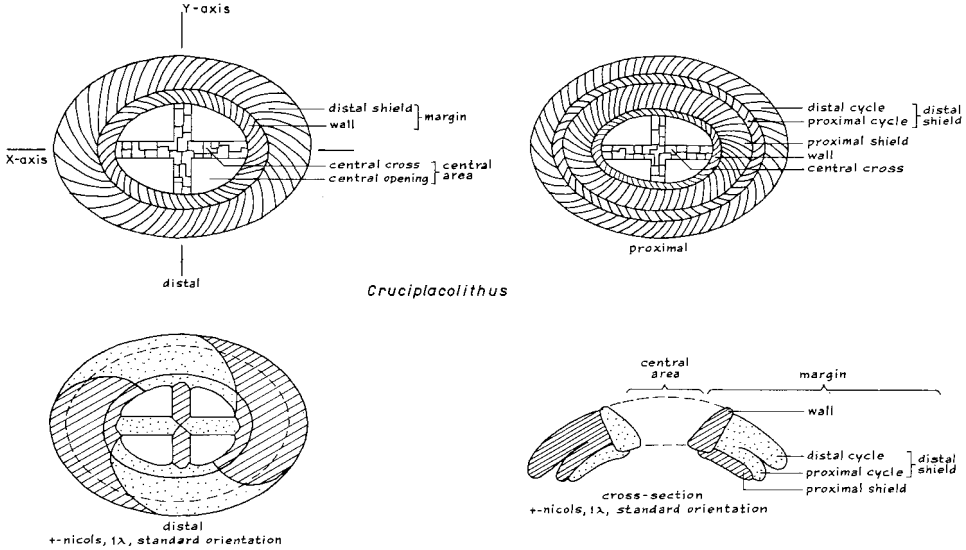 Y-axis
X-axis
distal shield
wall
margin
central cross
central opening
central
area
distal
distal cycle
proximal cycle
distal
shield
proximal shield
wall
central cross
proximal
Cruciplacolithus
distal
+-nicols, 1λ, standard orientation
central
area
margin
wall
distal cycle
proximal cycle
distal
shield
proximal shield
cross-section
+-nicols, 1λ, standard orientation